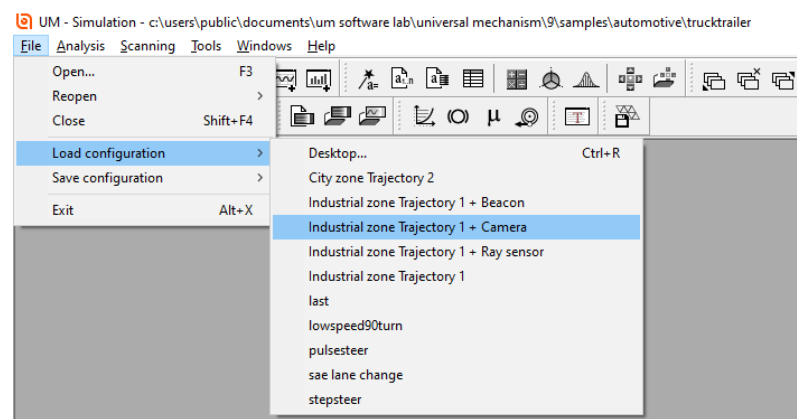 UM - Simulation - c:\users\public\documents\um software lab\universal mechanism\9\samples\automotive\trucktrailer
File Analysis Scanning Tools Windows Help
Open... F3
Reopen
Close Shift+F4
Load configuration
Save configuration
Exit Alt+X
Desktop... Ctrl+R
City zone Trajectory 2
Industrial zone Trajectory 1 + Beacon
Industrial zone Trajectory 1 + Camera
Industrial zone Trajectory 1 + Ray sensor
Industrial zone Trajectory 1
last
lowspeed90turn
pulsesteer
sae lane change
stepsteer